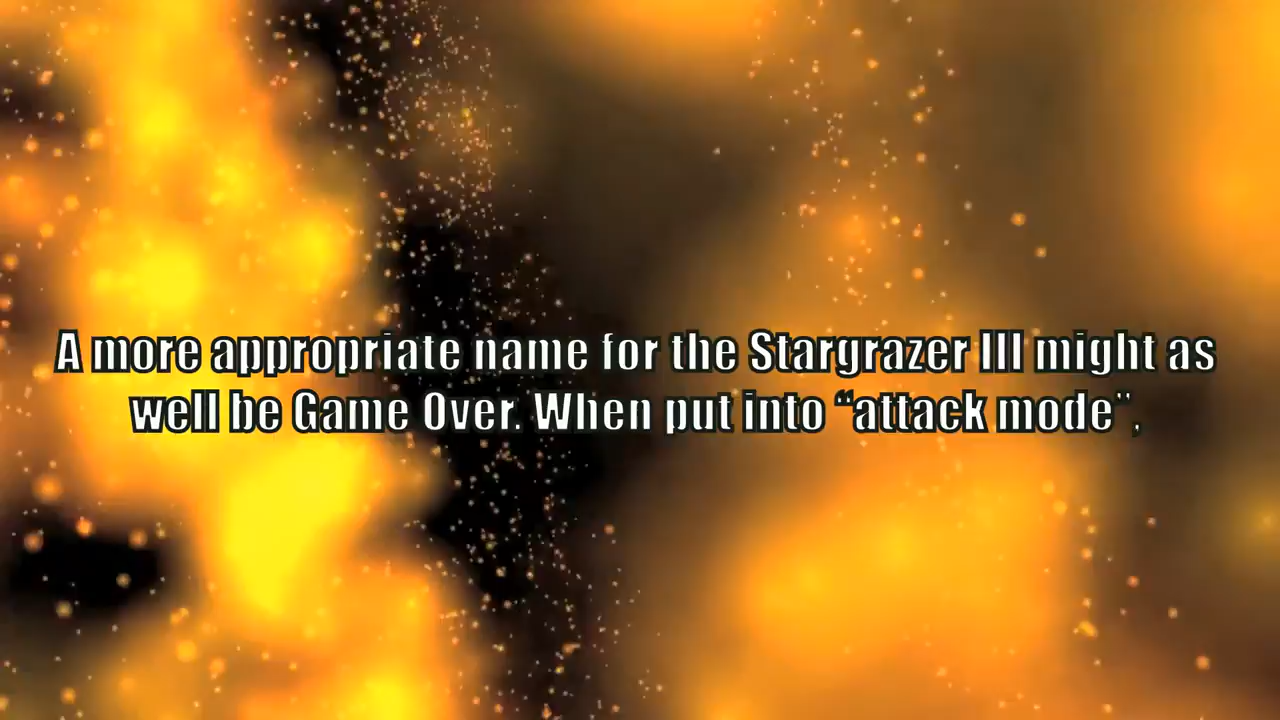 A more appropriate name for the Stargrazer III might as
well be Game Over. When put into “attack mode”,